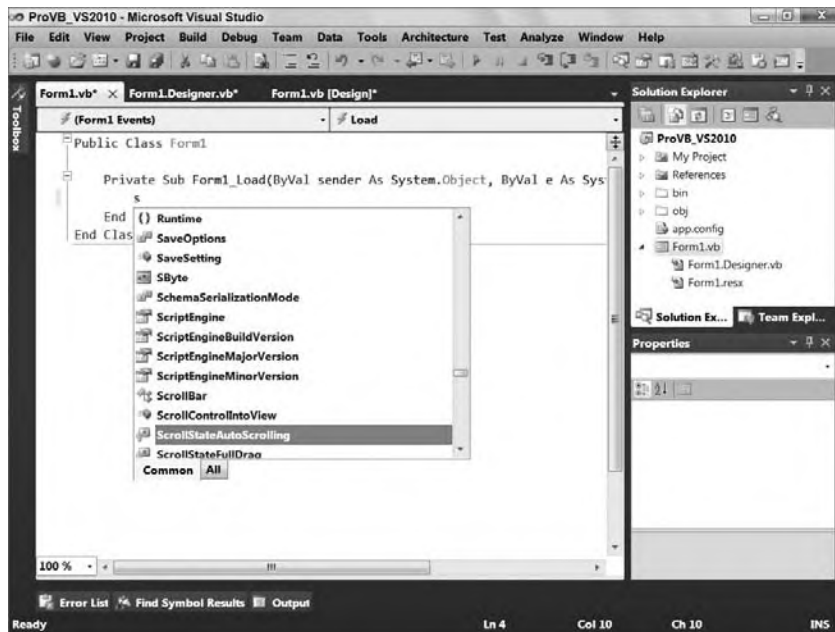 ProVB_VS2010 - Microsoft Visual Studio
File Edit View Project Build Debug Team Data Tools Architecture Test Analyze Window Help
Toolbox
Form1.vb* Form1.Designer.vb* Form1.vb [Design]*
(Form1 Events) Load
Public Class Form1
Private Sub Form1_Load(ByVal sender As System.Object, ByVal e As Sys
s
End
End Clas
Runtime
SaveOptions
SaveSetting
SByte
SchemaSerializationMode
ScriptEngine
ScriptEngineBuildVersion
ScriptEngineMajorVersion
ScriptEngineMinorVersion
ScrollBar
ScrollControlIntoView
ScrollStateAutoScrolling
ScrollStateFullDrag
Common All
100 %
Solution Explorer
ProVB_VS2010
My Project
References
bin
obj
app.config
Form1.vb
Form1.Designer.vb
Form1.resx
Solution Ex... Team Expl...
Properties
Error List Find Symbol Results Output
Ready Ln 4 Col 10 Ch 10 INS